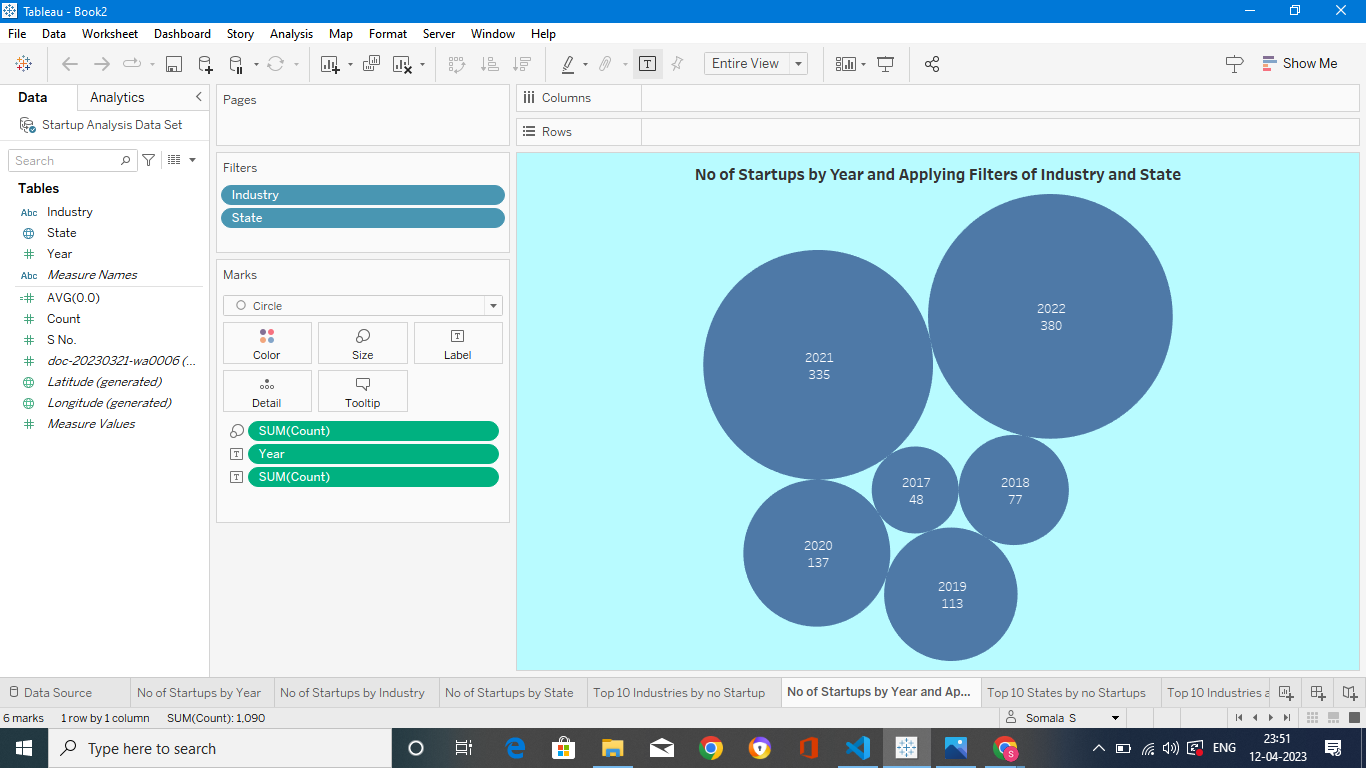 Tableau - Book2
File Data Worksheet Dashboard Story Analysis Map Format Server Window Help
Entire View
Show Me
Data Analytics
Startup Analysis Data Set
Search
Tables
Abc Industry
State
Year
Abc Measure Names
AVG(0.0)
Count
S No.
doc-20230321-wa0006 (...
Latitude (generated)
Longitude (generated)
Measure Values
Pages
Filters
Industry
State
Marks
Circle
Color Size Label
Detail Tooltip
SUM(Count)
Year
SUM(Count)
Columns
Rows
No of Startups by Year and Applying Filters of Industry and State
2022
380
2021
335
2017
48
2018
77
2020
137
2019
113
Data Source No of Startups by Year No of Startups by Industry No of Startups by State Top 10 Industries by no Startup No of Startups by Year and Ap... Top 10 States by no Startups Top 10 Industries a
6 marks 1 row by 1 column SUM(Count): 1,090 Somala S
Type here to search
ENG
23:51
12-04-2023